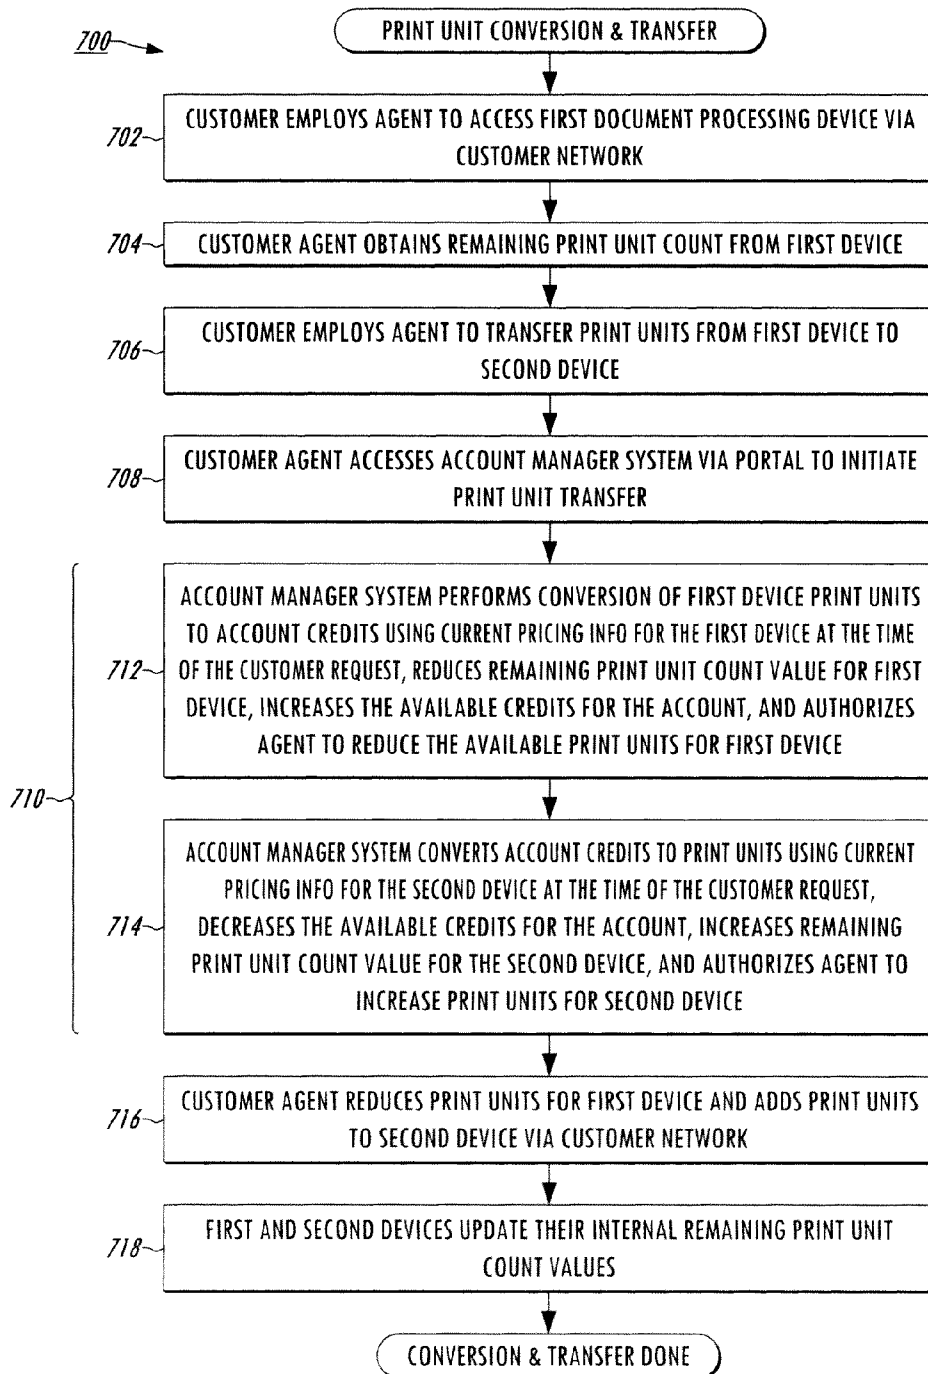 700
PRINT UNIT CONVERSION & TRANSFER
702
CUSTOMER EMPLOYS AGENT TO ACCESS FIRST DOCUMENT PROCESSING DEVICE VIA
CUSTOMER NETWORK
704
CUSTOMER AGENT OBTAINS REMAINING PRINT UNIT COUNT FROM FIRST DEVICE
706
CUSTOMER EMPLOYS AGENT TO TRANSFER PRINT UNITS FROM FIRST DEVICE TO
SECOND DEVICE
708
CUSTOMER AGENT ACCESSES ACCOUNT MANAGER SYSTEM VIA PORTAL TO INITIATE
PRINT UNIT TRANSFER
710
712
ACCOUNT MANAGER SYSTEM PERFORMS CONVERSION OF FIRST DEVICE PRINT UNITS
TO ACCOUNT CREDITS USING CURRENT PRICING INFO FOR THE FIRST DEVICE AT THE TIME
OF THE CUSTOMER REQUEST, REDUCES REMAINING PRINT UNIT COUNT VALUE FOR FIRST
DEVICE, INCREASES THE AVAILABLE CREDITS FOR THE ACCOUNT, AND AUTHORIZES
AGENT TO REDUCE THE AVAILABLE PRINT UNITS FOR FIRST DEVICE
714
ACCOUNT MANAGER SYSTEM CONVERTS ACCOUNT CREDITS TO PRINT UNITS USING CURRENT
PRICING INFO FOR THE SECOND DEVICE AT THE TIME OF THE CUSTOMER REQUEST,
DECREASES THE AVAILABLE CREDITS FOR THE ACCOUNT, INCREASES REMAINING
PRINT UNIT COUNT VALUE FOR THE SECOND DEVICE, AND AUTHORIZES AGENT TO
INCREASE PRINT UNITS FOR SECOND DEVICE
716
CUSTOMER AGENT REDUCES PRINT UNITS FOR FIRST DEVICE AND ADDS PRINT UNITS
TO SECOND DEVICE VIA CUSTOMER NETWORK
718
FIRST AND SECOND DEVICES UPDATE THEIR INTERNAL REMAINING PRINT UNIT
COUNT VALUES
CONVERSION & TRANSFER DONE